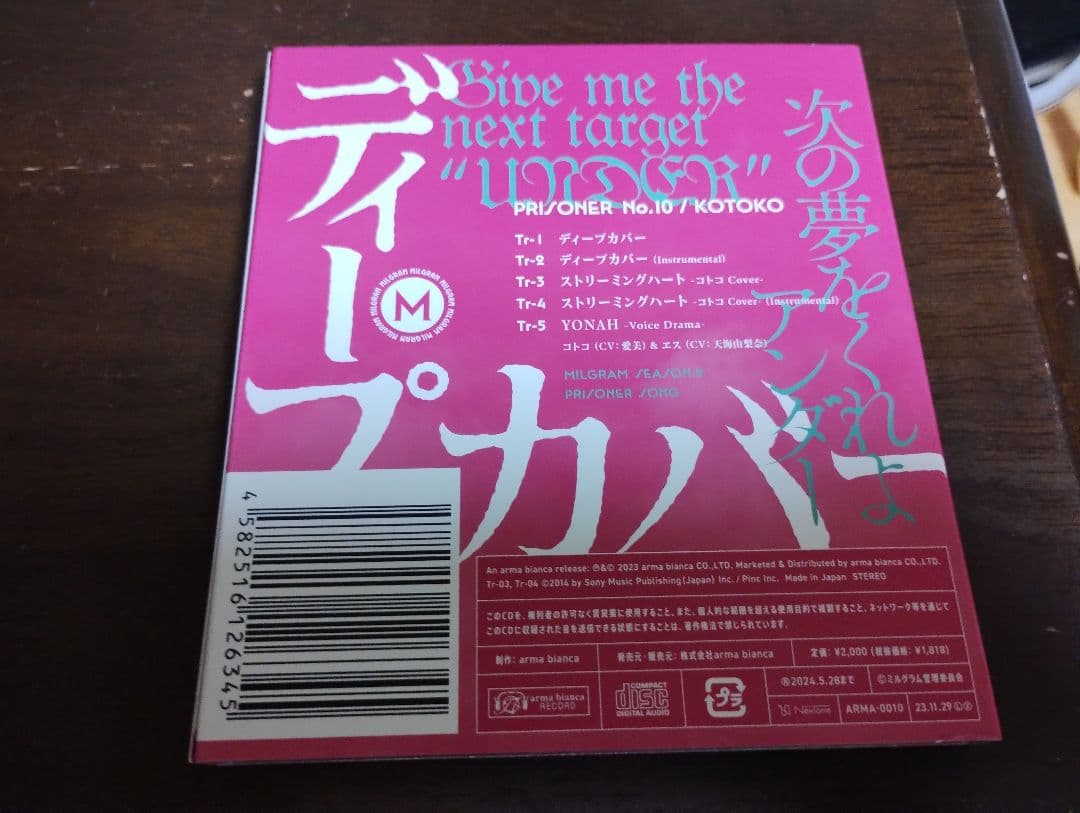 ディープカバー
Give me the
next target
"UNDER"
次の夢をくれよ
アンダー
PRISONER No.10 / KOTOKO
Tr-1 ディープカバー
Tr-2 ディープカバー (Instrumental)
Tr-3 ストリーミングハート -コトコ Cover-
Tr-4 ストリーミングハート -コトコ Cover- (Instrumental)
Tr-5 YONAH -Voice Drama-
コトコ (CV: 愛美) & エス (CV: 天海由梨奈)
MILGRAM SEASON.2
PRISONER SONG
MILGRAM MILGRAM MILGRAM MILGRAM MILGRAM
M
4582516126345
An arma bianca release: ℗&© 2023 arma bianca CO.,LTD. Marketed & Distributed by arma bianca CO.,LTD.
Tr-03, Tr-04 ©2014 by Sony Music Publishing(Japan) Inc. / Pinc Inc. Made in Japan STEREO
このCDを、権利者の許可なく賃貸業に使用すること、また、個人的な範囲を超える使用目的で複製すること、ネットワーク等を通じて
このCDに収録された音を送信できる状態にすることは、著作権法で禁じられています。
制作: arma bianca
発売元・販売元: 株式会社arma bianca
定価: ¥2,000 (税抜価格: ¥1,818)
arma bianca
RECORD
COMPACT
disc
DIGITAL AUDIO
プラ
®2024.5.28まで
©ミルグラム管理委員会
NexTone
ARMA-0010
23.11.29ⓁⓍ